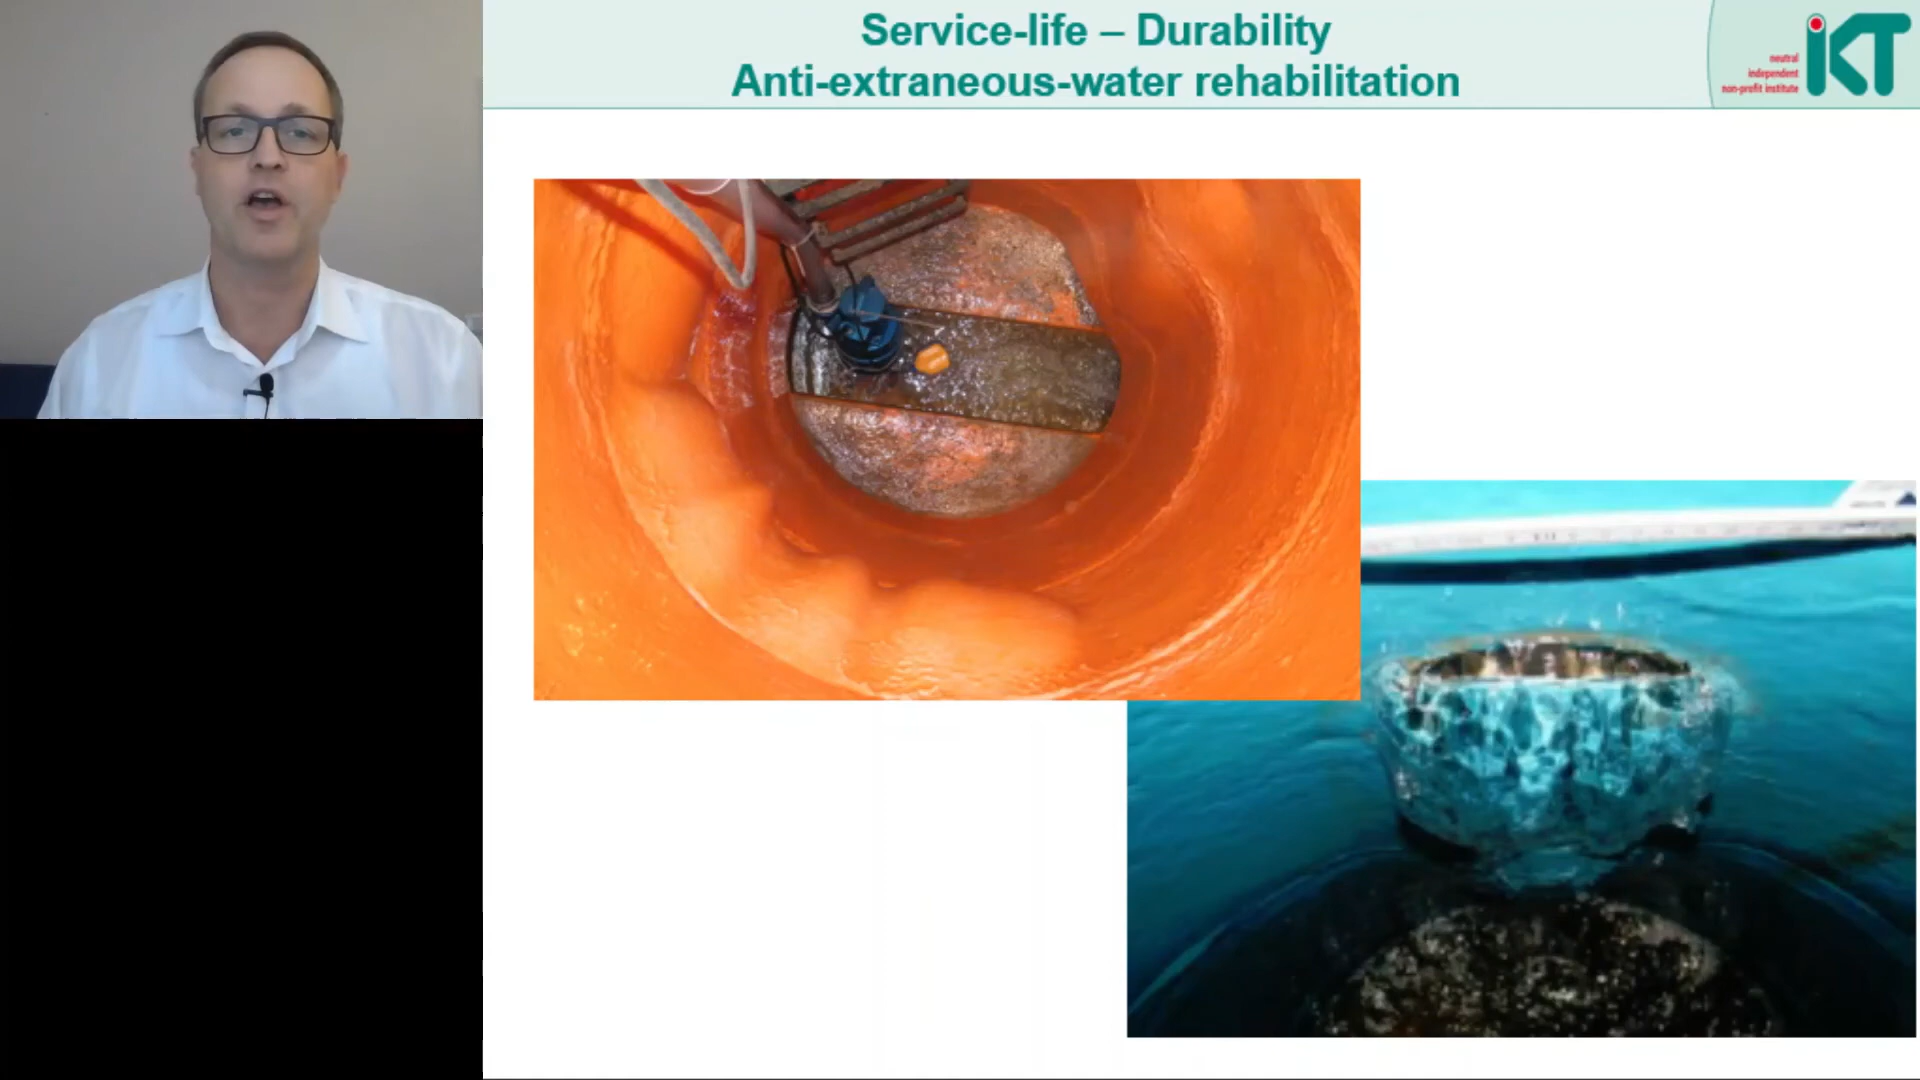 Service-life – Durability
Anti-extraneous-water rehabilitation
neutral
independent
non-profit institute
iKT